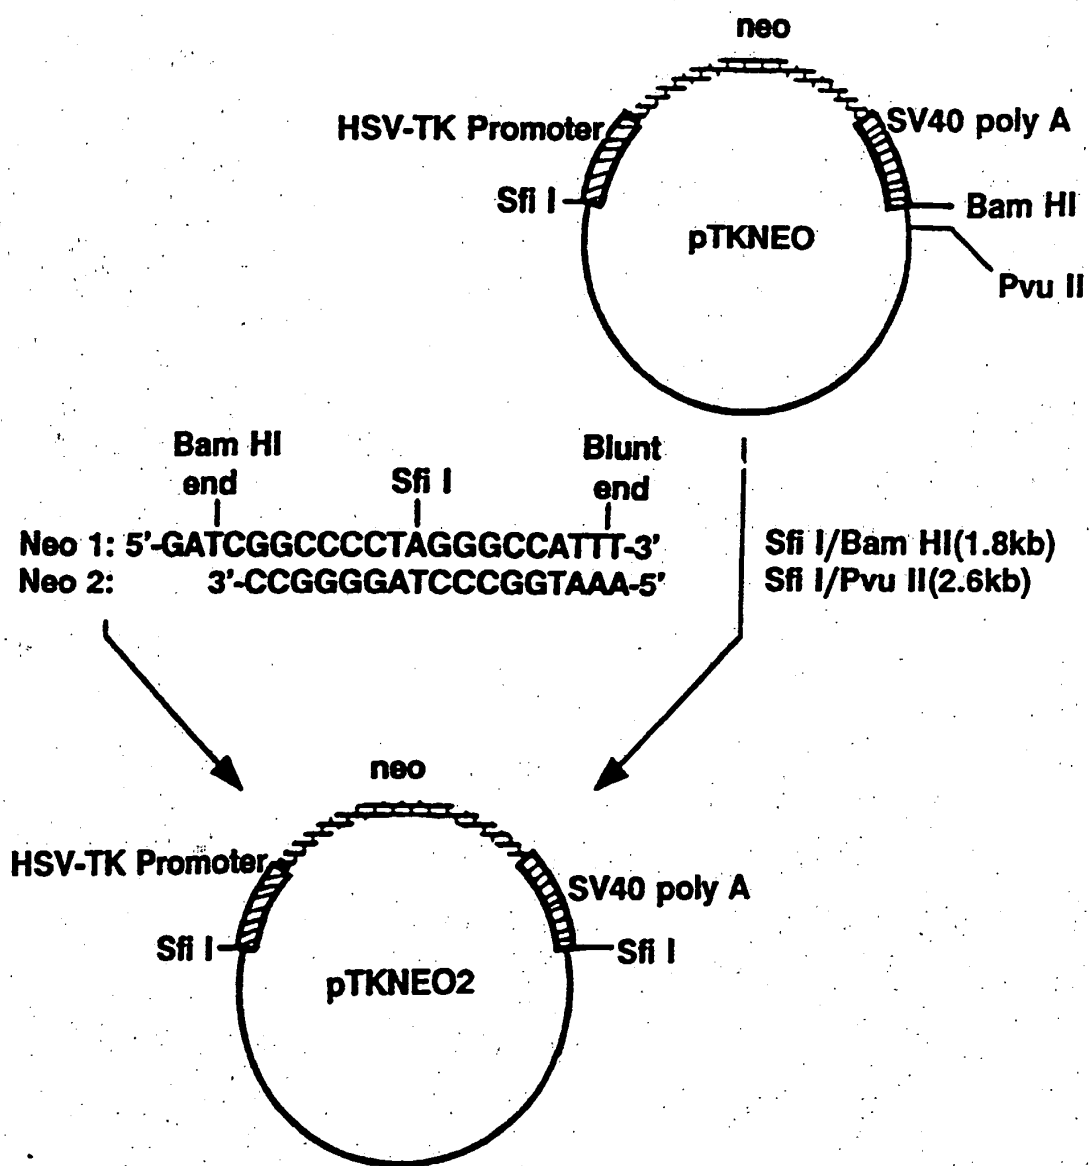 neo
HSV-TK Promoter
SV40 poly A
Sfi I
Bam HI
pTKNEO
Pvu II
Bam HI
end
Sfi I
Blunt
end
Neo 1: 5'-GATCGGCCCCTAGGGCCATTT-3'
Neo 2: 3'-CCGGGGATCCCGGTAAA-5'
Sfi I/Bam HI(1.8kb)
Sfi I/Pvu II(2.6kb)
neo
HSV-TK Promoter
SV40 poly A
Sfi I
Sfi I
pTKNEO2